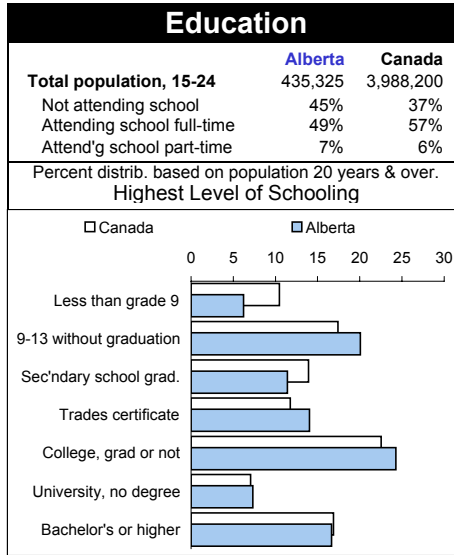 Education
Alberta Canada
Total population, 15-24 435,325 3,988,200
Not attending school 45% 37%
Attending school full-time 49% 57%
Attend'g school part-time 7% 6%
Percent distrib. based on population 20 years & over.
Highest Level of Schooling
Canada Alberta
0 5 10 15 20 25 30
Less than grade 9
9-13 without graduation
Sec'ndary school grad.
Trades certificate
College, grad or not
University, no degree
Bachelor's or higher